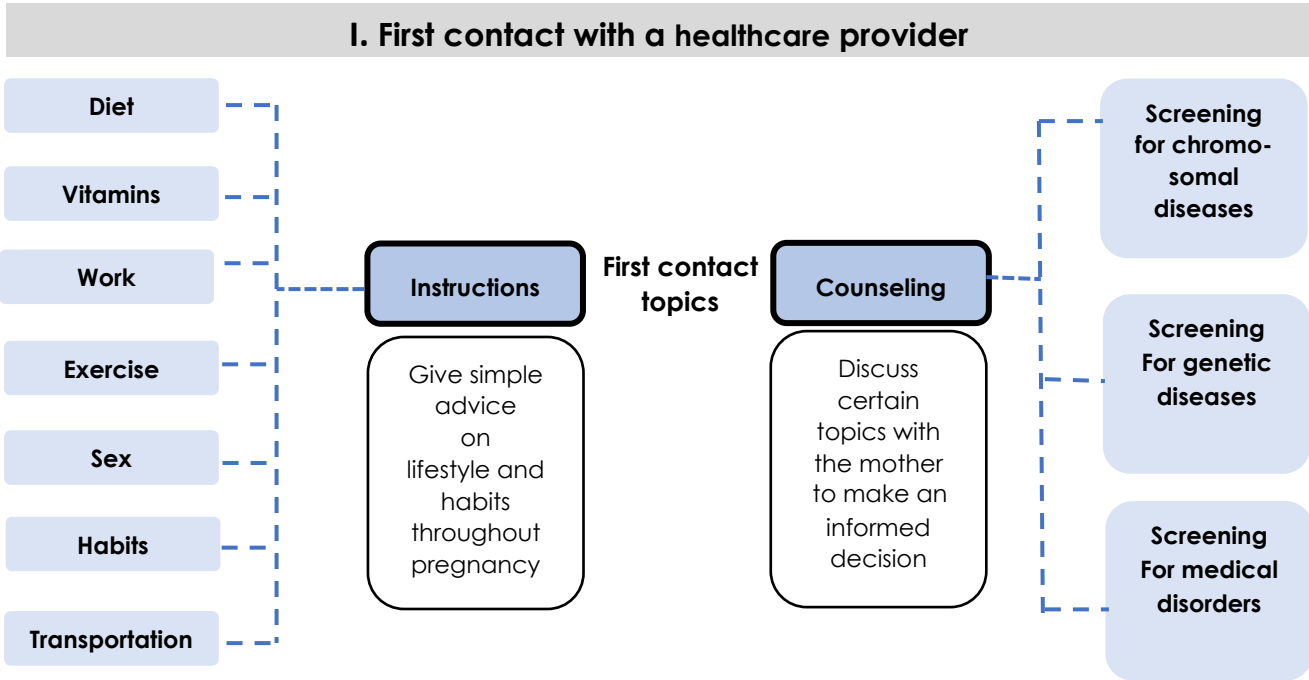 I. First contact with a healthcare provider
Diet
Vitamins
Work
Exercise
Sex
Habits
Transportation
Instructions
Give simple
advice
on
lifestyle and
habits
throughout
pregnancy
First contact
topics
Counseling
Discuss
certain
topics with
the mother
to make an
informed
decision
Screening
for chromo-
somal
diseases
Screening
For genetic
diseases
Screening
For medical
disorders